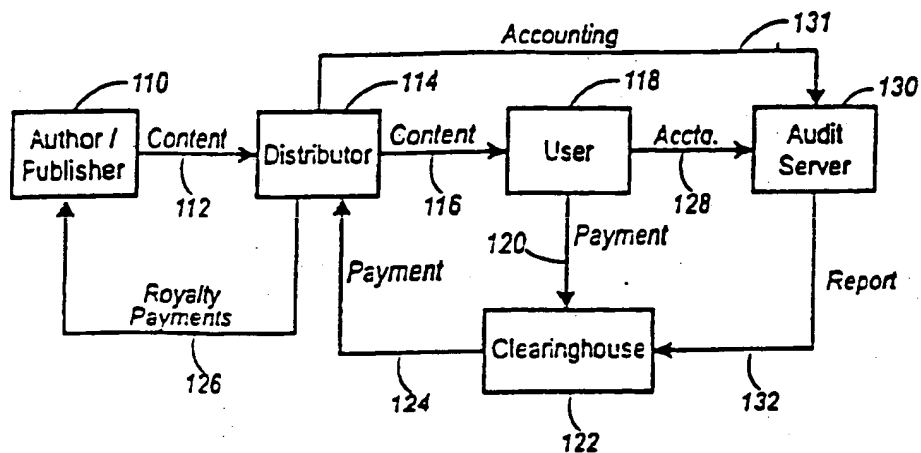 Accounting
131
110
114
118
130
Author /
Publisher
Content
112
Distributor
Content
116
User
Accta.
128
Audit
Server
Royalty
Payments
126
Payment
124
120
Payment
Clearinghouse
122
Report
132